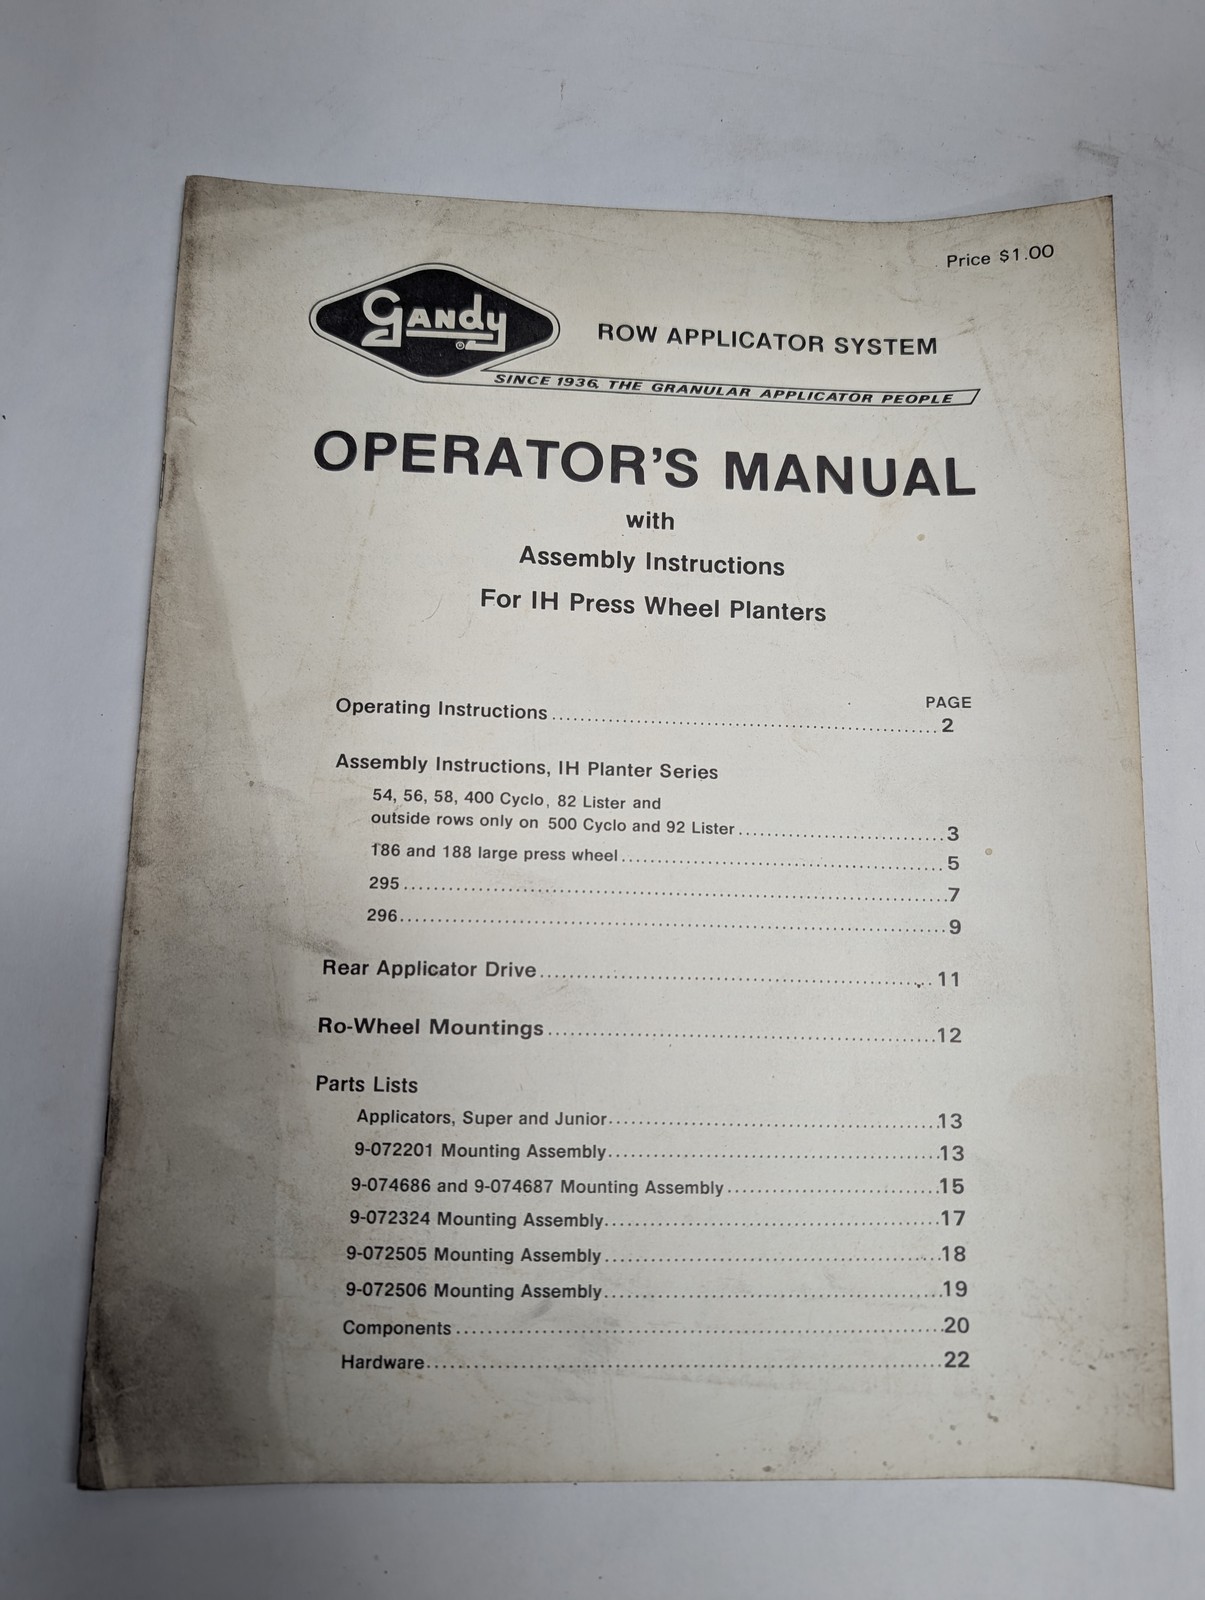 Price $1.00
Gandy
®
ROW APPLICATOR SYSTEM
SINCE 1936, THE GRANULAR APPLICATOR PEOPLE
OPERATOR'S MANUAL
with
Assembly Instructions
For IH Press Wheel Planters
PAGE
Operating Instructions ........................................ 2
Assembly Instructions, IH Planter Series
54, 56, 58, 400 Cyclo, 82 Lister and
outside rows only on 500 Cyclo and 92 Lister ........................................ 3
186 and 188 large press wheel ........................................ 5
295 ........................................ 7
296 ........................................ 9
Rear Applicator Drive ........................................ 11
Ro-Wheel Mountings ........................................ 12
Parts Lists
Applicators, Super and Junior ........................................ 13
9-072201 Mounting Assembly ........................................ 13
9-074686 and 9-074687 Mounting Assembly ........................................ 15
9-072324 Mounting Assembly ........................................ 17
9-072505 Mounting Assembly ........................................ 18
9-072506 Mounting Assembly ........................................ 19
Components ........................................ 20
Hardware ........................................ 22